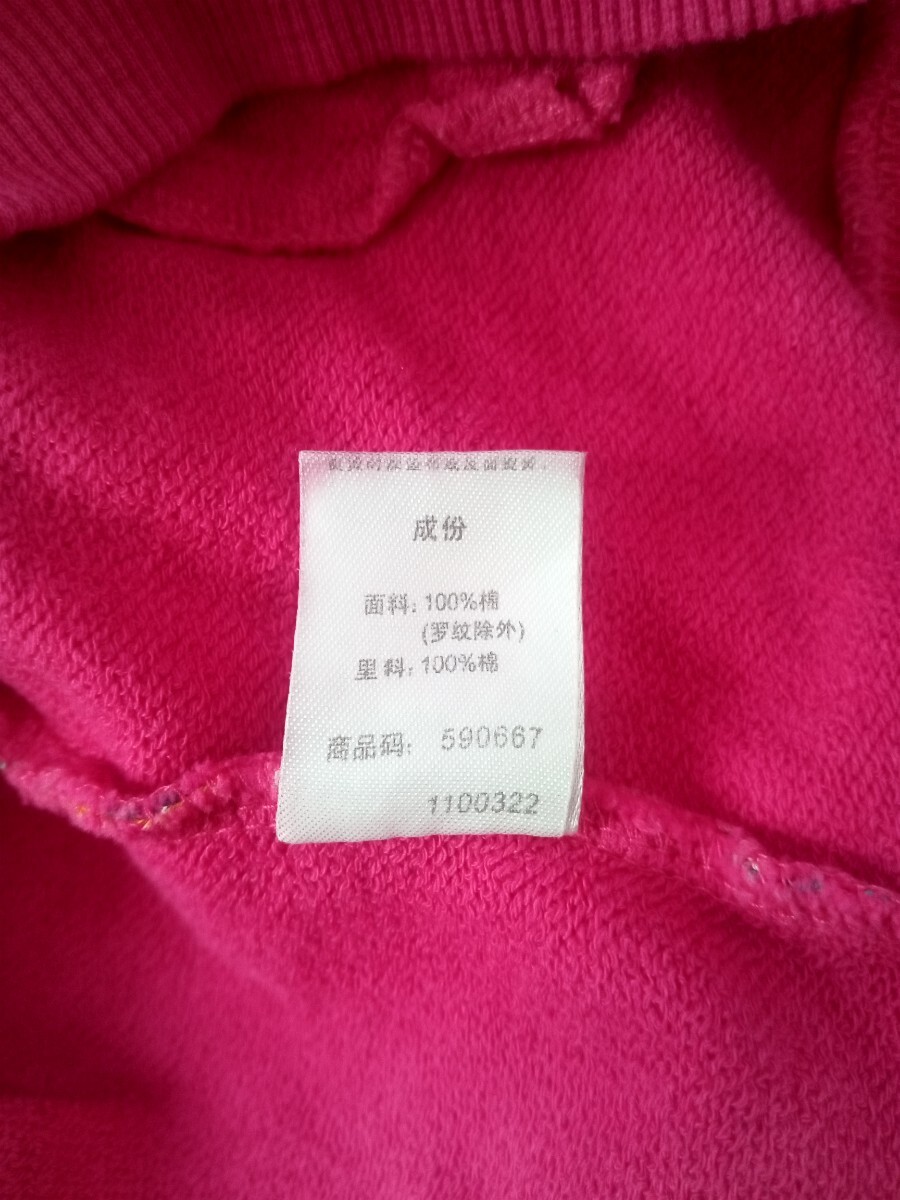 成份
面料: 100%棉
(罗纹除外)
里料: 100%棉
商品码: 590667
1100322